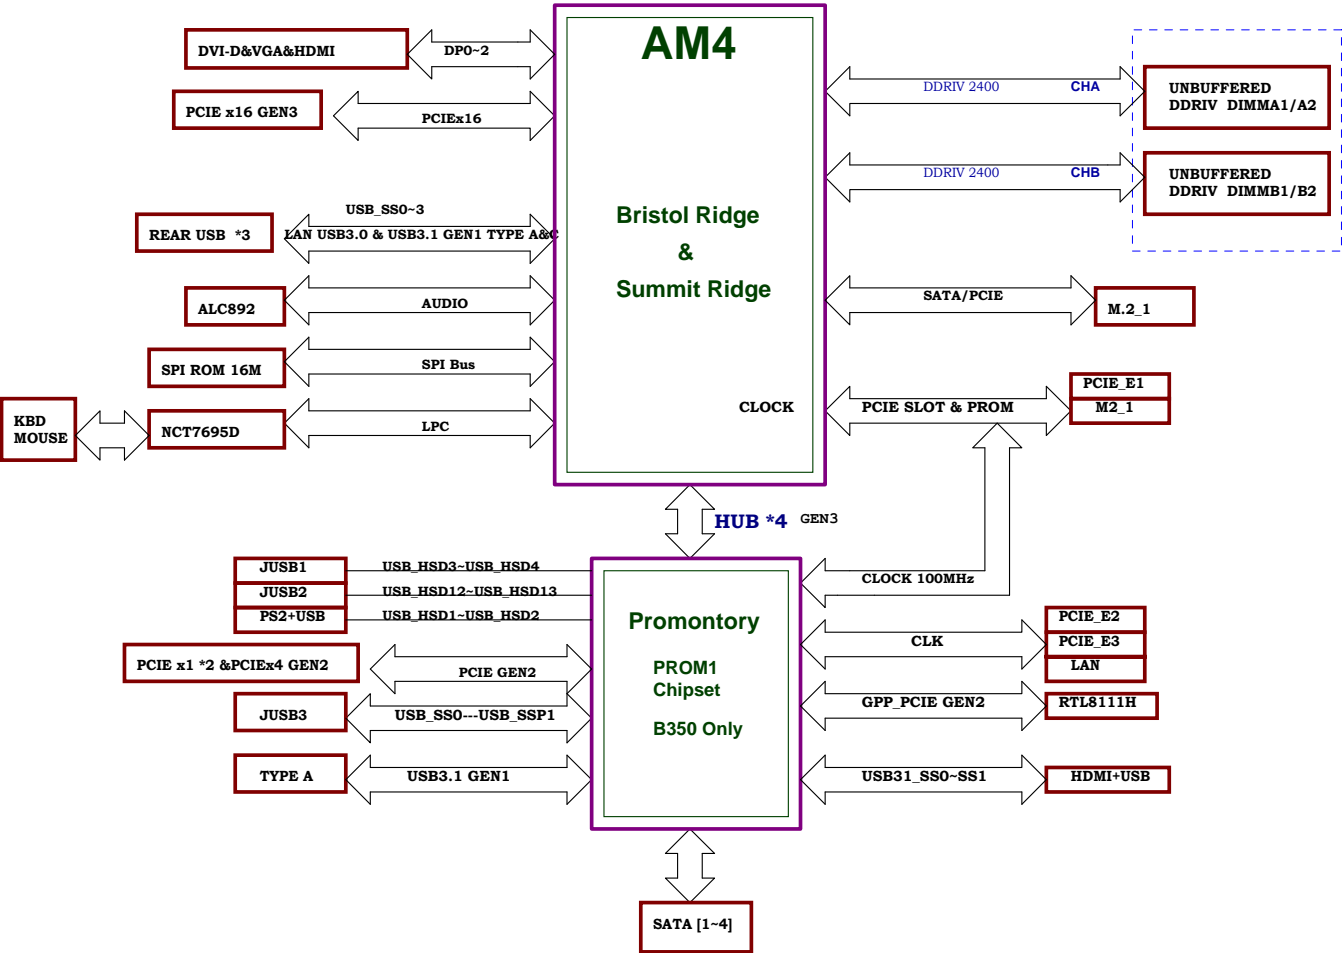 AM4
DVI-D&VGA&HDMI
DP0~2
PCIE x16 GEN3
PCIEx16
DDRIV 2400
CHA
UNBUFFERED
DDRIV DIMMA1/A2
DDRIV 2400
CHB
UNBUFFERED
DDRIV DIMMB1/B2
USB_SS0~3
REAR USB *3
LAN USB3.0 & USB3.1 GEN1 TYPE A&C
Bristol Ridge
&
Summit Ridge
ALC892
AUDIO
SATA/PCIE
M.2_1
SPI ROM 16M
SPI Bus
PCIE_E1
M2_1
CLOCK
PCIE SLOT & PROM
KBD
MOUSE
NCT7695D
LPC
HUB *4
GEN3
JUSB1
USB_HSD3~USB_HSD4
JUSB2
USB_HSD12~USB_HSD13
PS2+USB
USB_HSD1~USB_HSD2
CLOCK 100MHz
Promontory
PROM1
Chipset
B350 Only
PCIE_E2
CLK
PCIE_E3
LAN
PCIE x1 *2 &PCIEx4 GEN2
PCIE GEN2
GPP_PCIE GEN2
RTL8111H
JUSB3
USB_SS0---USB_SSP1
TYPE A
USB3.1 GEN1
USB31_SS0~SS1
HDMI+USB
SATA [1~4]